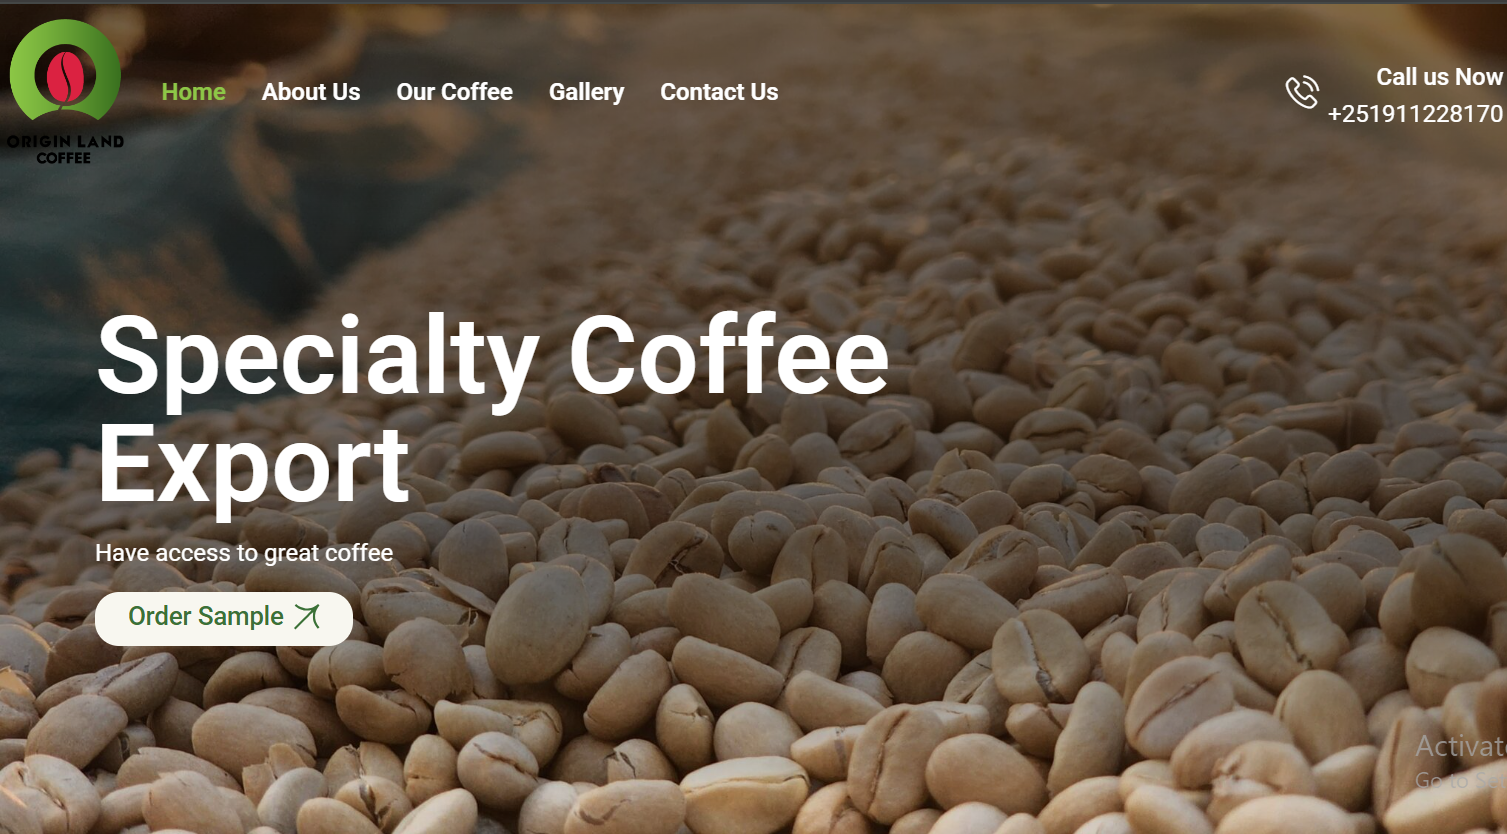 ORIGIN LAND
COFFEE
Home
About Us
Our Coffee
Gallery
Contact Us
Call us Now
+251911228170
Specialty Coffee
Export
Have access to great coffee
Order Sample
Activat
Go to S